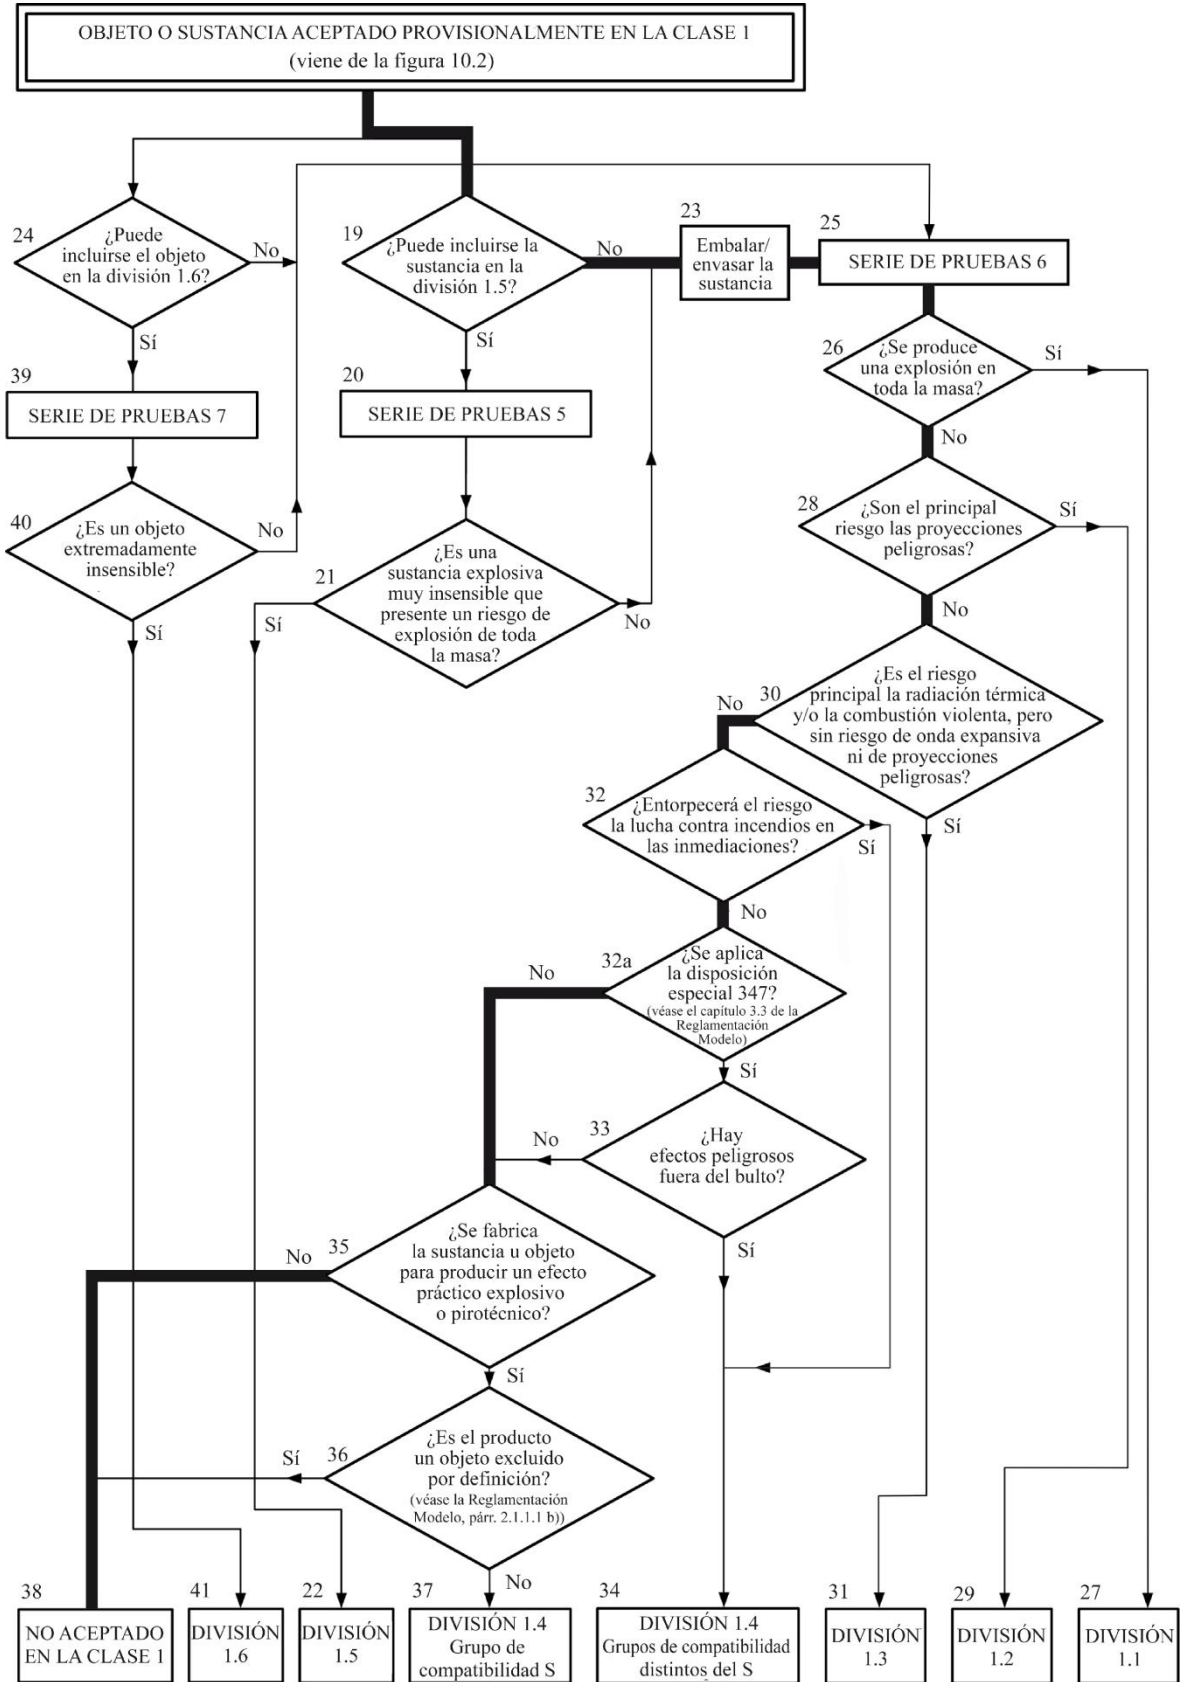 OBJETO O SUSTANCIA ACEPTADO PROVISIONALMENTE EN LA CLASE 1
(viene de la figura 10.2)
24
¿Puede
incluirse el objeto
en la división 1.6?
No
Sí
19
¿Puede incluirse la
sustancia en la
división 1.5?
No
Sí
23
Embalar/
envasar la
sustancia
25
SERIE DE PRUEBAS 6
26
¿Se produce
una explosión en
toda la masa?
Sí
No
39
SERIE DE PRUEBAS 7
20
SERIE DE PRUEBAS 5
28
¿Son el principal
riesgo las proyecciones
peligrosas?
Sí
No
40
¿Es un objeto
extremadamente
insensible?
No
Sí
21
¿Es una
sustancia explosiva
muy insensible que
presente un riesgo de
explosión de toda
la masa?
Sí
No
30
¿Es el riesgo
principal la radiación térmica
y/o la combustión violenta, pero
sin riesgo de onda expansiva
ni de proyecciones
peligrosas?
No
Sí
32
¿Entorpecerá el riesgo
la lucha contra incendios en
las inmediaciones?
Sí
No
32a
¿Se aplica
la disposición
especial 347?
(véase el capítulo 3.3 de la
Reglamentación
Modelo)
No
Sí
33
¿Hay
efectos peligrosos
fuera del bulto?
No
Sí
35
¿Se fabrica
la sustancia u objeto
para producir un efecto
práctico explosivo
o pirotécnico?
No
Sí
36
¿Es el producto
un objeto excluido
por definición?
(véase la Reglamentación
Modelo, párr. 2.1.1.1 b))
Sí
No
38
NO ACEPTADO
EN LA CLASE 1
41
DIVISIÓN
1.6
22
DIVISIÓN
1.5
37
DIVISIÓN 1.4
Grupo de
compatibilidad S
34
DIVISIÓN 1.4
Grupos de compatibilidad
distintos del S
31
DIVISIÓN
1.3
29
DIVISIÓN
1.2
27
DIVISIÓN
1.1